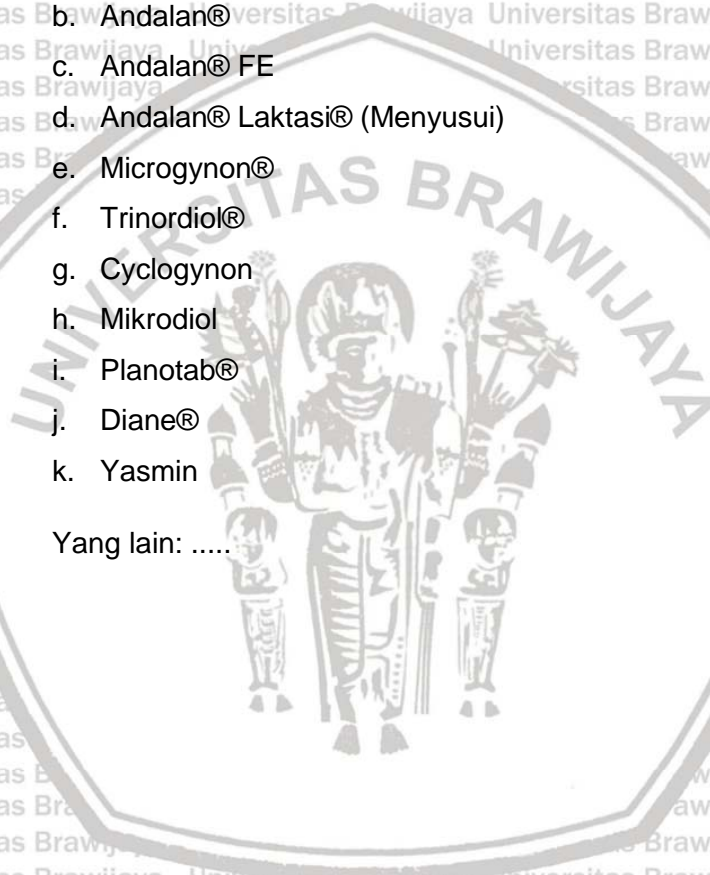 b. Andalan®
c. Andalan® FE
d. Andalan® Laktasi® (Menyusui)
e. Microgynon®
f. Trinordiol®
g. Cyclogynon
h. Mikrodiol
i. Planotab®
j. Diane®
k. Yasmin
Yang lain: .....
UNIVERSITAS BRAWIJAYA